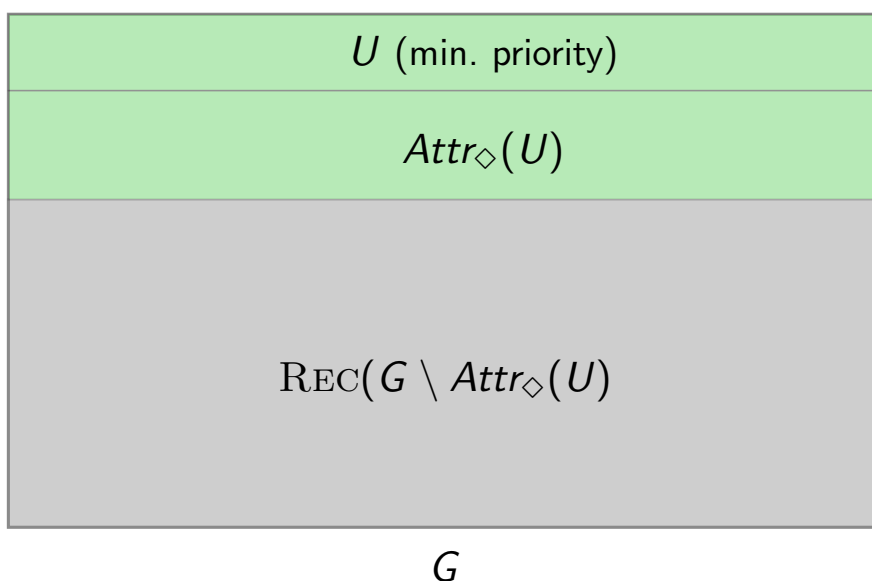 U (min. priority)
Attr◇(U)
REC(G \ Attr◇(U)
G